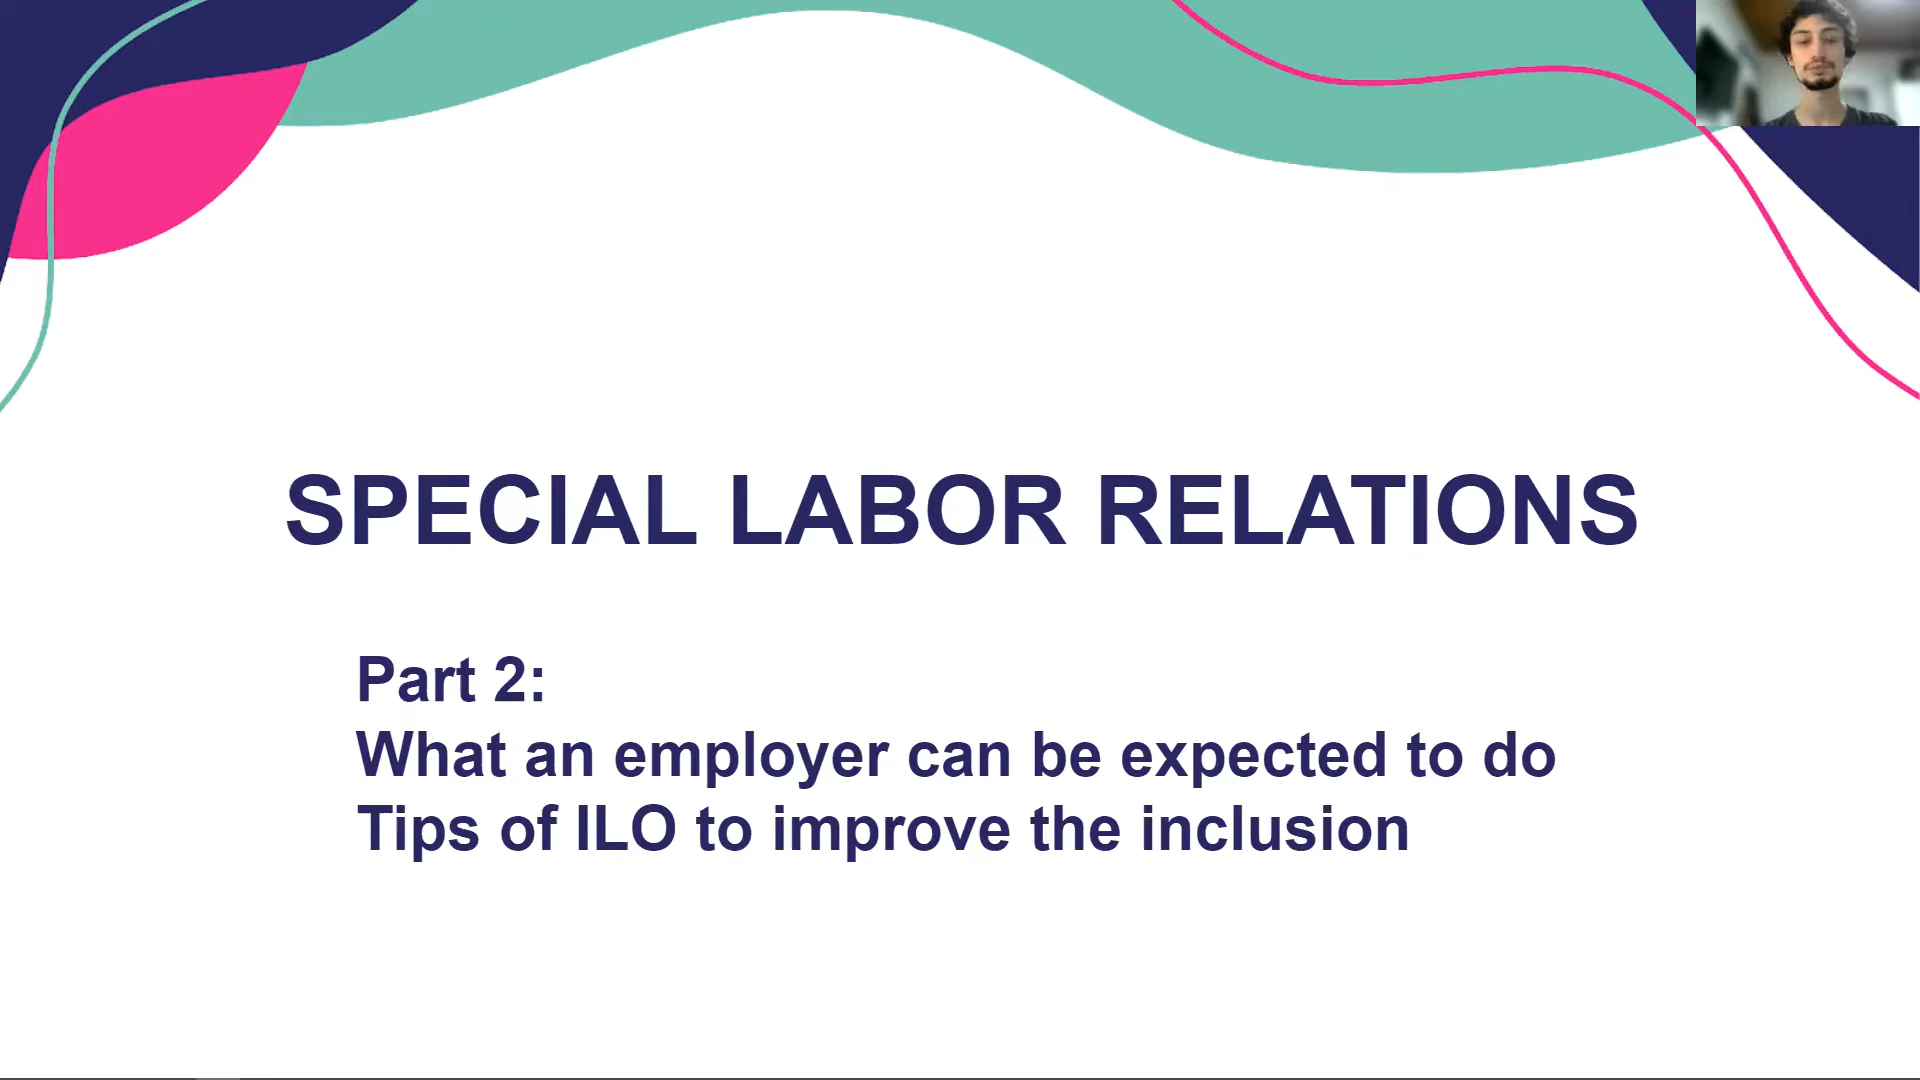 SPECIAL LABOR RELATIONS
Part 2:
What an employer can be expected to do
Tips of ILO to improve the inclusion